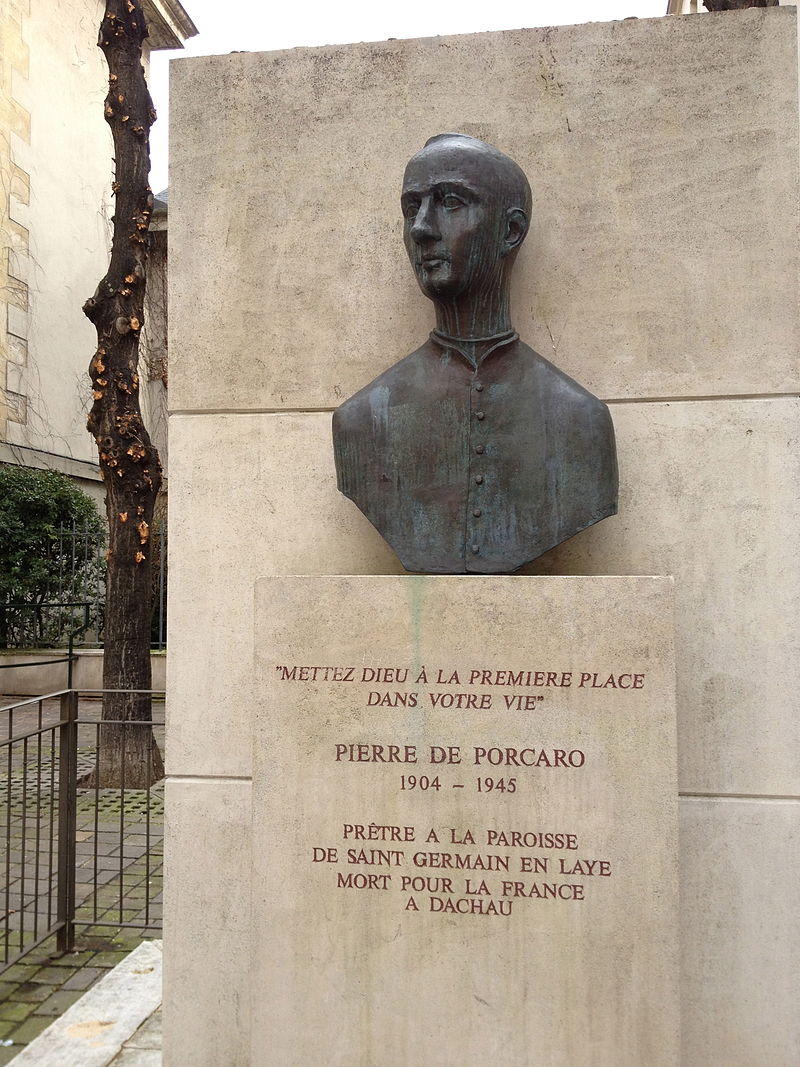 "METTEZ DIEU À LA PREMIERE PLACE
DANS VOTRE VIE"
PIERRE DE PORCARO
1904 – 1945
PRÊTRE A LA PAROISSE
DE SAINT GERMAIN EN LAYE
MORT POUR LA FRANCE
A DACHAU